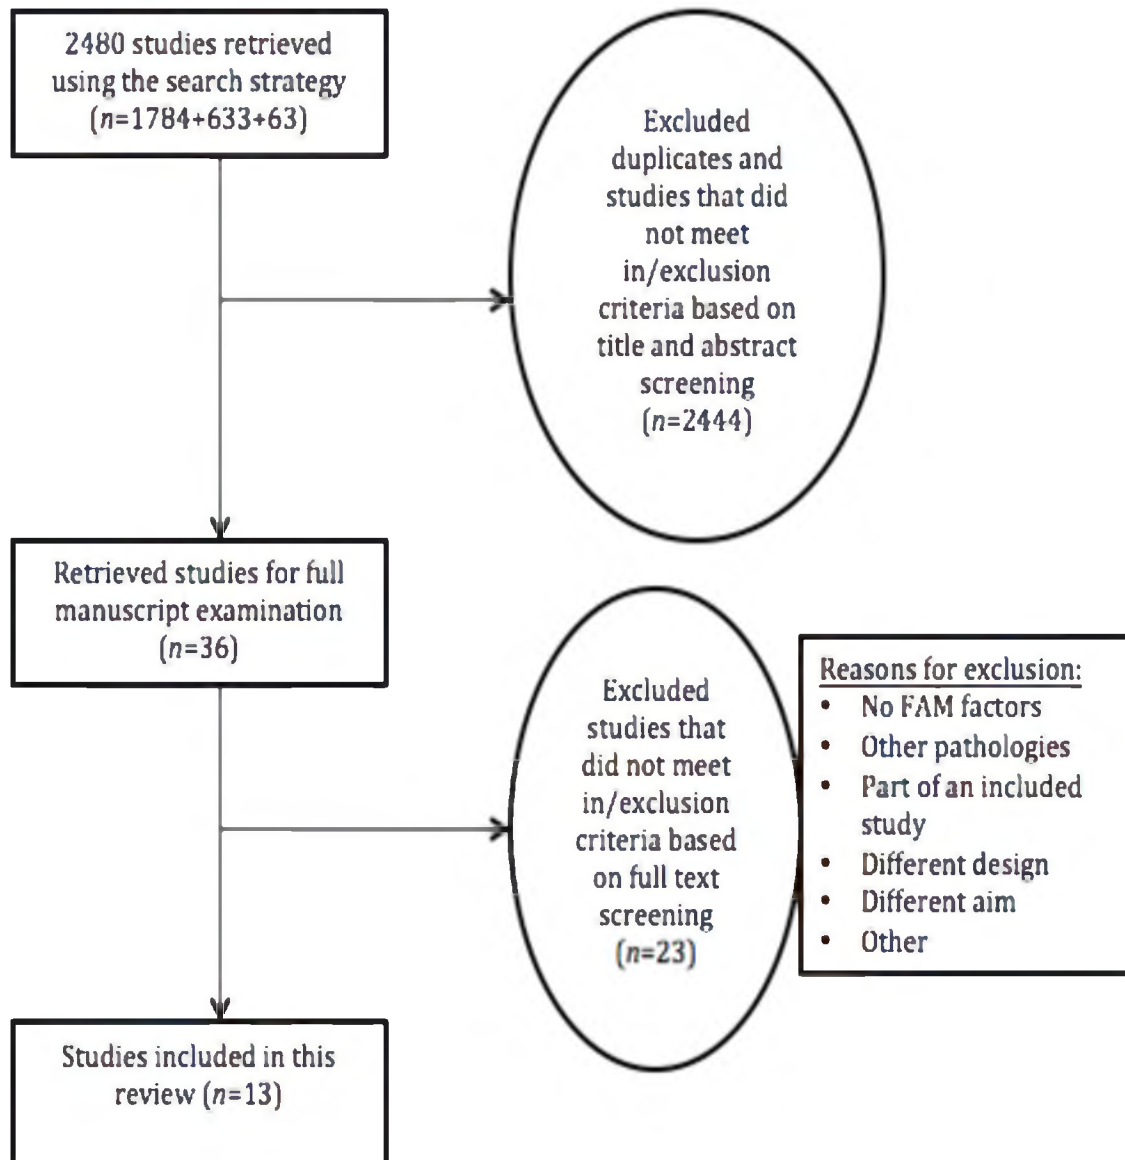 2480 studies retrieved
using the search strategy
(n=1784+633+63)
Excluded
duplicates and
studies that did
not meet
in/exclusion
criteria based on
title and abstract
screening
(n=2444)
Retrieved studies for full
manuscript examination
(n=36)
Excluded
studies that
did not meet
in/exclusion
criteria based
on full text
screening
(n=23)
Reasons for exclusion:
• No FAM factors
• Other pathologies
• Part of an included
study
• Different design
• Different aim
• Other
Studies included in this
review (n=13)